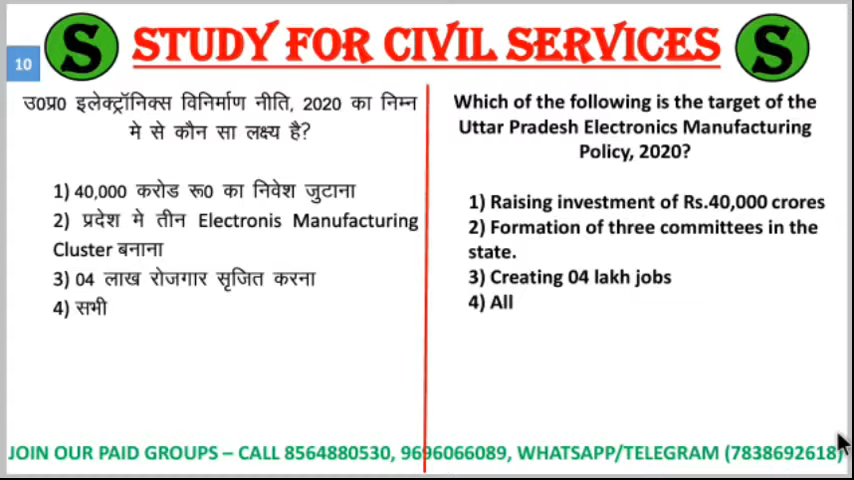 S STUDY FOR CIVIL SERVICES S
10
उ0प्र0 इलेक्ट्रॉनिक्स विनिर्माण नीति, 2020 का निम्न
मे से कौन सा लक्ष्य है?
1) 40,000 करोड रू0 का निवेश जुटाना
2) प्रदेश मे तीन Electronis Manufacturing
Cluster बनाना
3) 04 लाख रोजगार सृजित करना
4) सभी
Which of the following is the target of the
Uttar Pradesh Electronics Manufacturing
Policy, 2020?
1) Raising investment of Rs.40,000 crores
2) Formation of three committees in the
state.
3) Creating 04 lakh jobs
4) All
JOIN OUR PAID GROUPS – CALL 8564880530, 9696066089, WHATSAPP/TELEGRAM (7838692618)